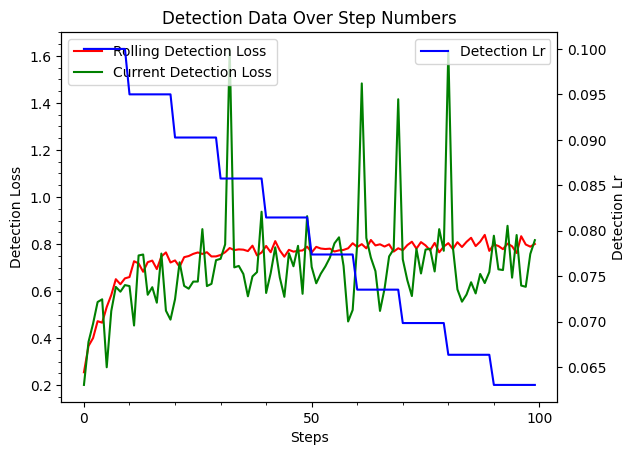 Detection Data Over Step Numbers
Rolling Detection Loss
Current Detection Loss
Detection Lr
1.6
1.4
1.2
1.0
0.8
0.6
0.4
0.2
Detection Loss
0.100
0.095
0.090
0.085
0.080
0.075
0.070
0.065
Detection Lr
0
50
100
Steps